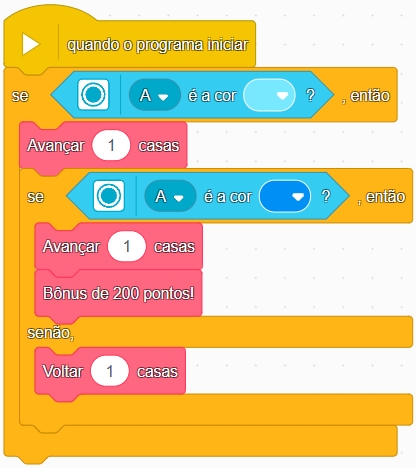 quando o programa iniciar
se A é a cor ? , então
Avançar 1 casas
se A é a cor ? , então
Avançar 1 casas
Bônus de 200 pontos!
senão,
Voltar 1 casas